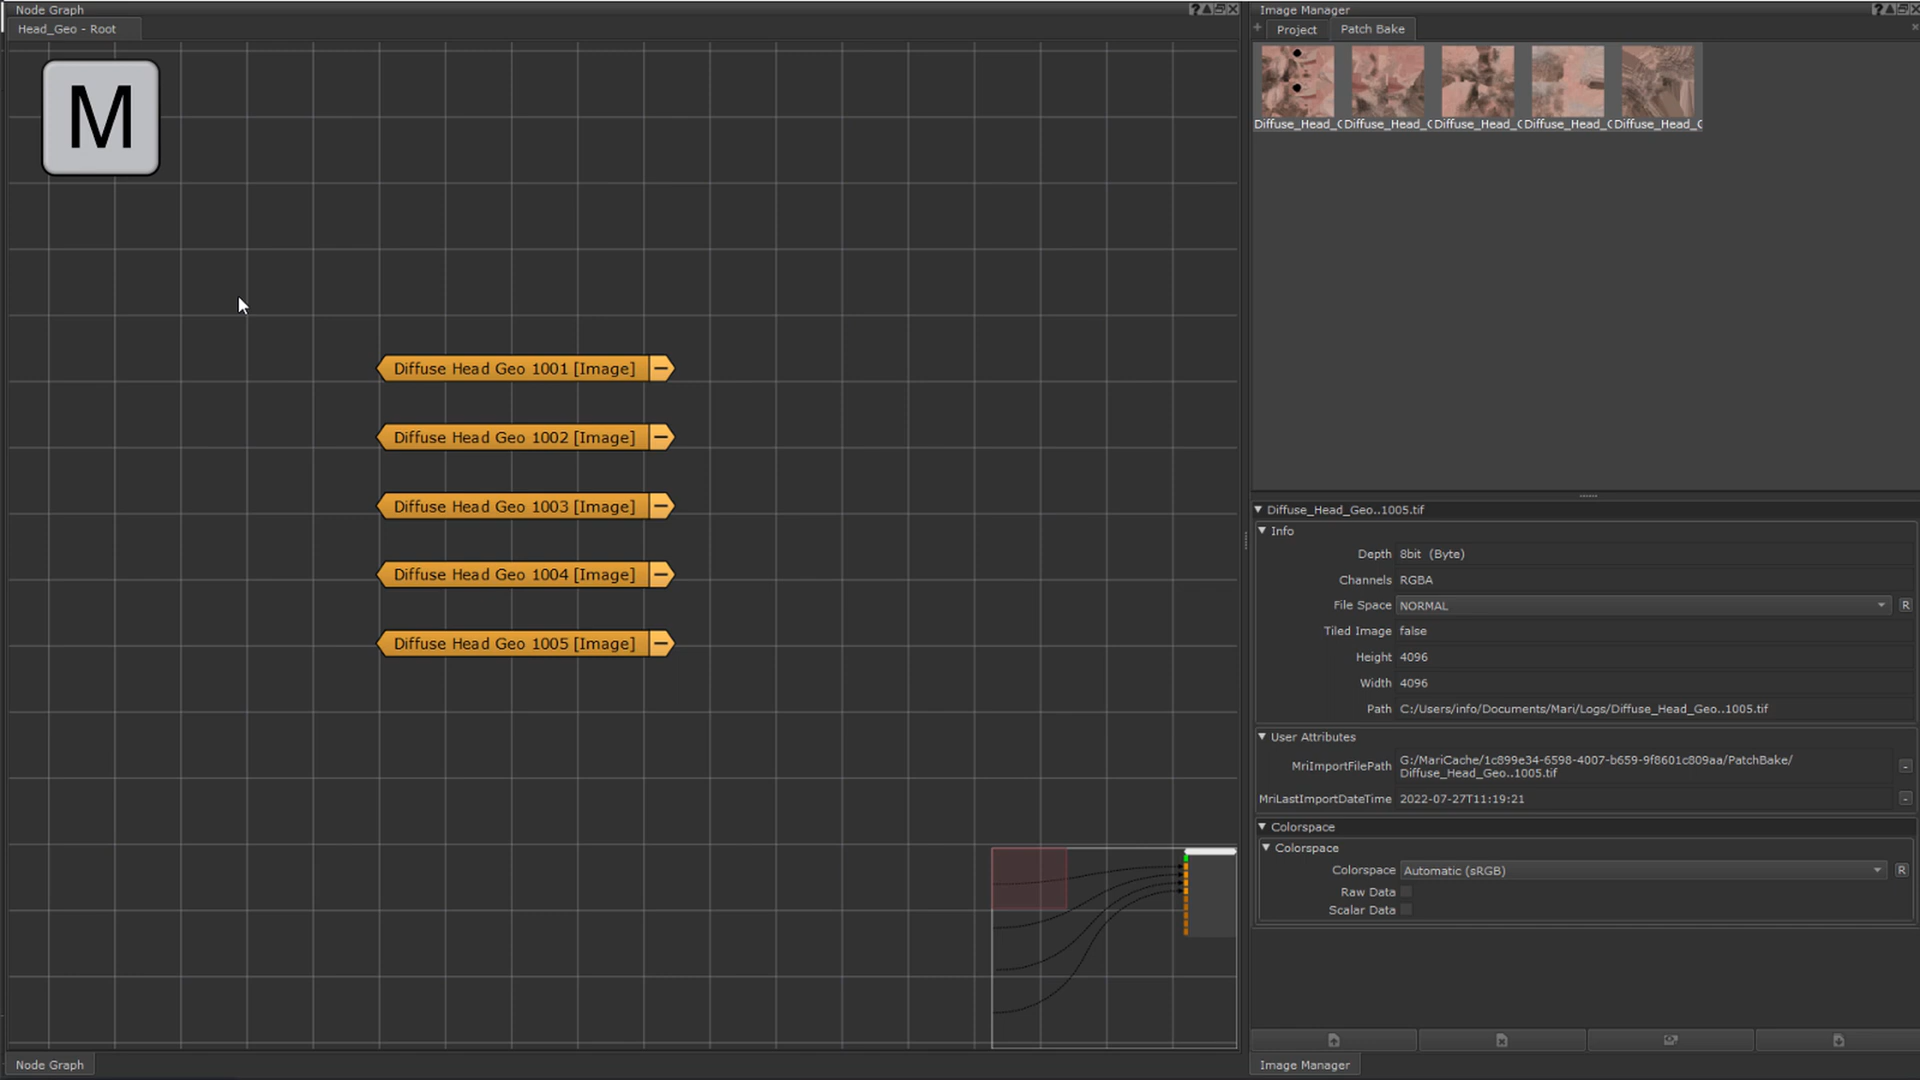 Node Graph
Head_Geo - Root
M
Diffuse Head Geo 1001 [Image]
Diffuse Head Geo 1002 [Image]
Diffuse Head Geo 1003 [Image]
Diffuse Head Geo 1004 [Image]
Diffuse Head Geo 1005 [Image]
Node Graph
Image Manager
Project
Patch Bake
Diffuse_Head_
Diffuse_Head_
Diffuse_Head_
Diffuse_Head_
Diffuse_Head_
Diffuse_Head_Geo..1005.tif
Info
Depth 8bit (Byte)
Channels RGBA
File Space NORMAL R
Tiled Image false
Height 4096
Width 4096
Path C:/Users/info/Documents/Mari/Logs/Diffuse_Head_Geo..1005.tif
User Attributes
MriImportFilePath G:/MariCache/1c899e34-6598-4007-b659-9f8601c809aa/PatchBake/
Diffuse_Head_Geo..1005.tif
MriLastImportDateTime 2022-07-27T11:19:21
Colorspace
Colorspace
Colorspace Automatic (sRGB) R
Raw Data
Scalar Data
Image Manager